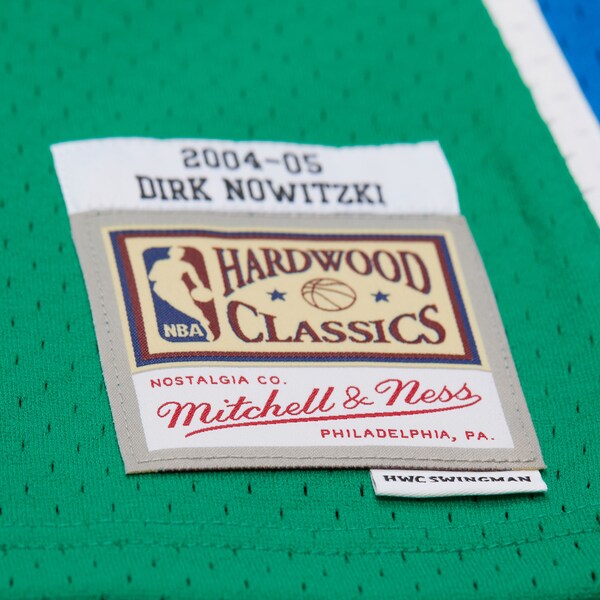 2004-05
DIRK NOWITZKI
HARDWOOD
NBA
CLASSICS
NOSTALGIA CO.
Mitchell & Ness
PHILADELPHIA, PA.
HWC SWINGMAN